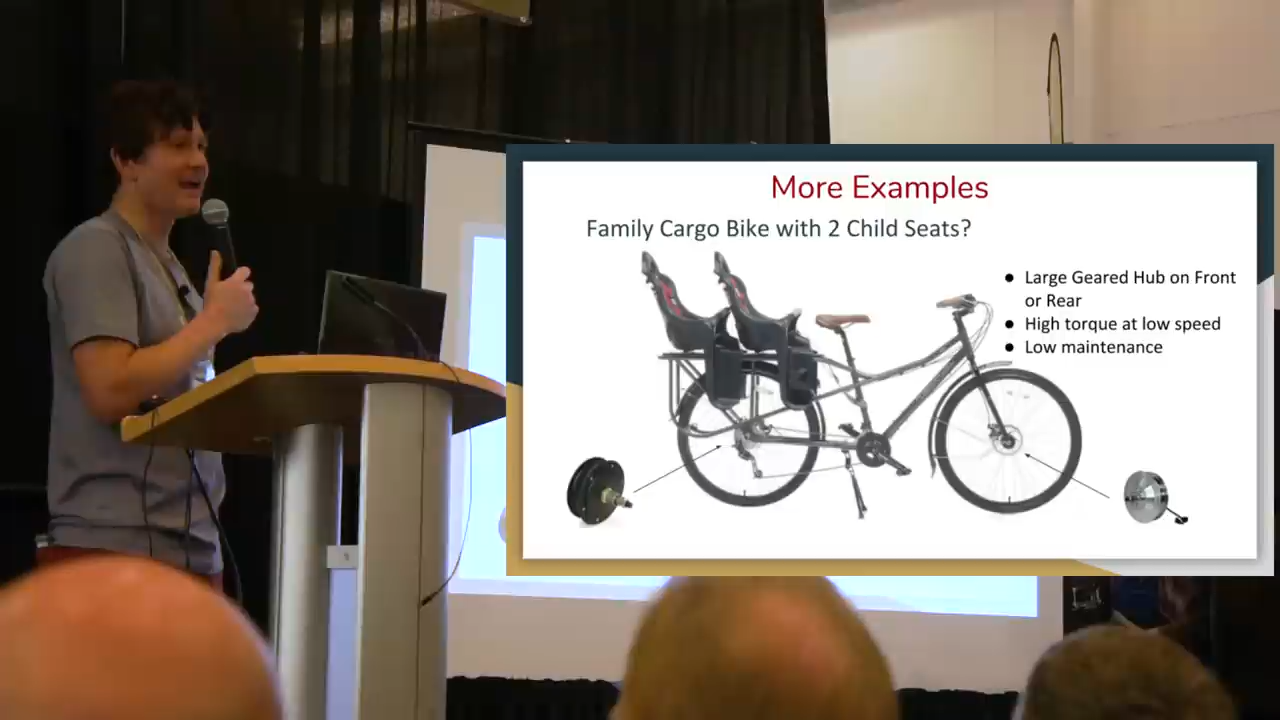 More Examples
Family Cargo Bike with 2 Child Seats?
● Large Geared Hub on Front
or Rear
● High torque at low speed
● Low maintenance